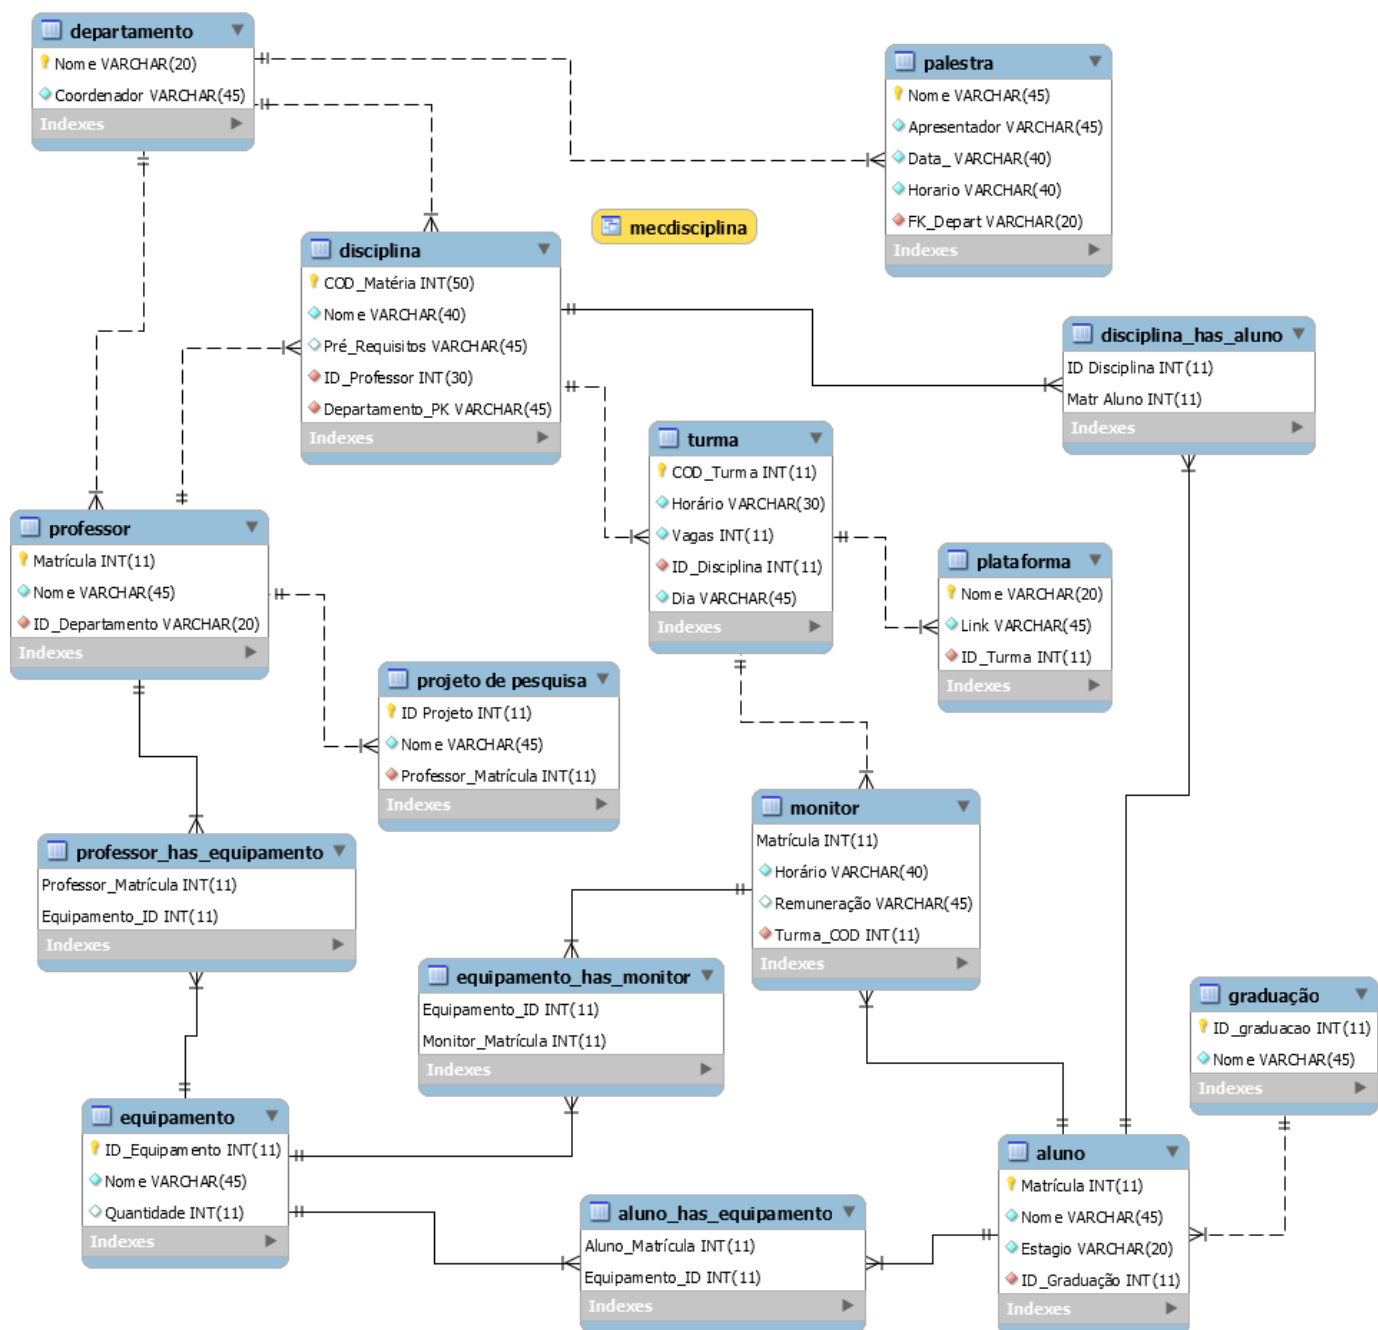 departamento
Nome VARCHAR(20)
Coordenador VARCHAR(45)
Indexes
palestra
Nome VARCHAR(45)
Apresentador VARCHAR(45)
Data_ VARCHAR(40)
Horario VARCHAR(40)
FK_Depart VARCHAR(20)
Indexes
mecdisciplina
disciplina
COD_Matéria INT(50)
Nome VARCHAR(40)
Pré_Requisitos VARCHAR(45)
ID_Professor INT(30)
Departamento_PK VARCHAR(45)
Indexes
disciplina_has_aluno
ID Disciplina INT(11)
Matr Aluno INT(11)
Indexes
turma
COD_Turma INT(11)
Horário VARCHAR(30)
Vagas INT(11)
ID_Disciplina INT(11)
Dia VARCHAR(45)
Indexes
professor
Matrícula INT(11)
Nome VARCHAR(45)
ID_Departamento VARCHAR(20)
Indexes
plataforma
Nome VARCHAR(20)
Link VARCHAR(45)
ID_Turma INT(11)
Indexes
projeto de pesquisa
ID Projeto INT(11)
Nome VARCHAR(45)
Professor_Matrícula INT(11)
Indexes
monitor
Matrícula INT(11)
Horário VARCHAR(40)
Remuneração VARCHAR(45)
Turma_COD INT(11)
Indexes
professor_has_equipamento
Professor_Matrícula INT(11)
Equipamento_ID INT(11)
Indexes
equipamento_has_monitor
Equipamento_ID INT(11)
Monitor_Matrícula INT(11)
Indexes
graduação
ID_graduacao INT(11)
Nome VARCHAR(45)
Indexes
equipamento
ID_Equipamento INT(11)
Nome VARCHAR(45)
Quantidade INT(11)
Indexes
aluno
Matrícula INT(11)
Nome VARCHAR(45)
Estagio VARCHAR(20)
ID_Graduação INT(11)
Indexes
aluno_has_equipamento
Aluno_Matrícula INT(11)
Equipamento_ID INT(11)
Indexes